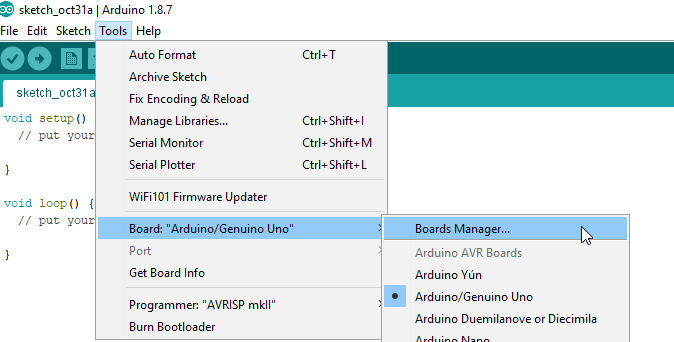 sketch_oct31a | Arduino 1.8.7
File Edit Sketch Tools Help
sketch_oct31a
void setup()
// put your
}
void loop() {
// put your
}
Auto Format Ctrl+T
Archive Sketch
Fix Encoding & Reload
Manage Libraries... Ctrl+Shift+I
Serial Monitor Ctrl+Shift+M
Serial Plotter Ctrl+Shift+L
WiFi101 Firmware Updater
Board: "Arduino/Genuino Uno"
Port
Get Board Info
Programmer: "AVRISP mkII"
Burn Bootloader
Boards Manager...
Arduino AVR Boards
Arduino Yún
Arduino/Genuino Uno
Arduino Duemilanove or Diecimila
Arduino Nano